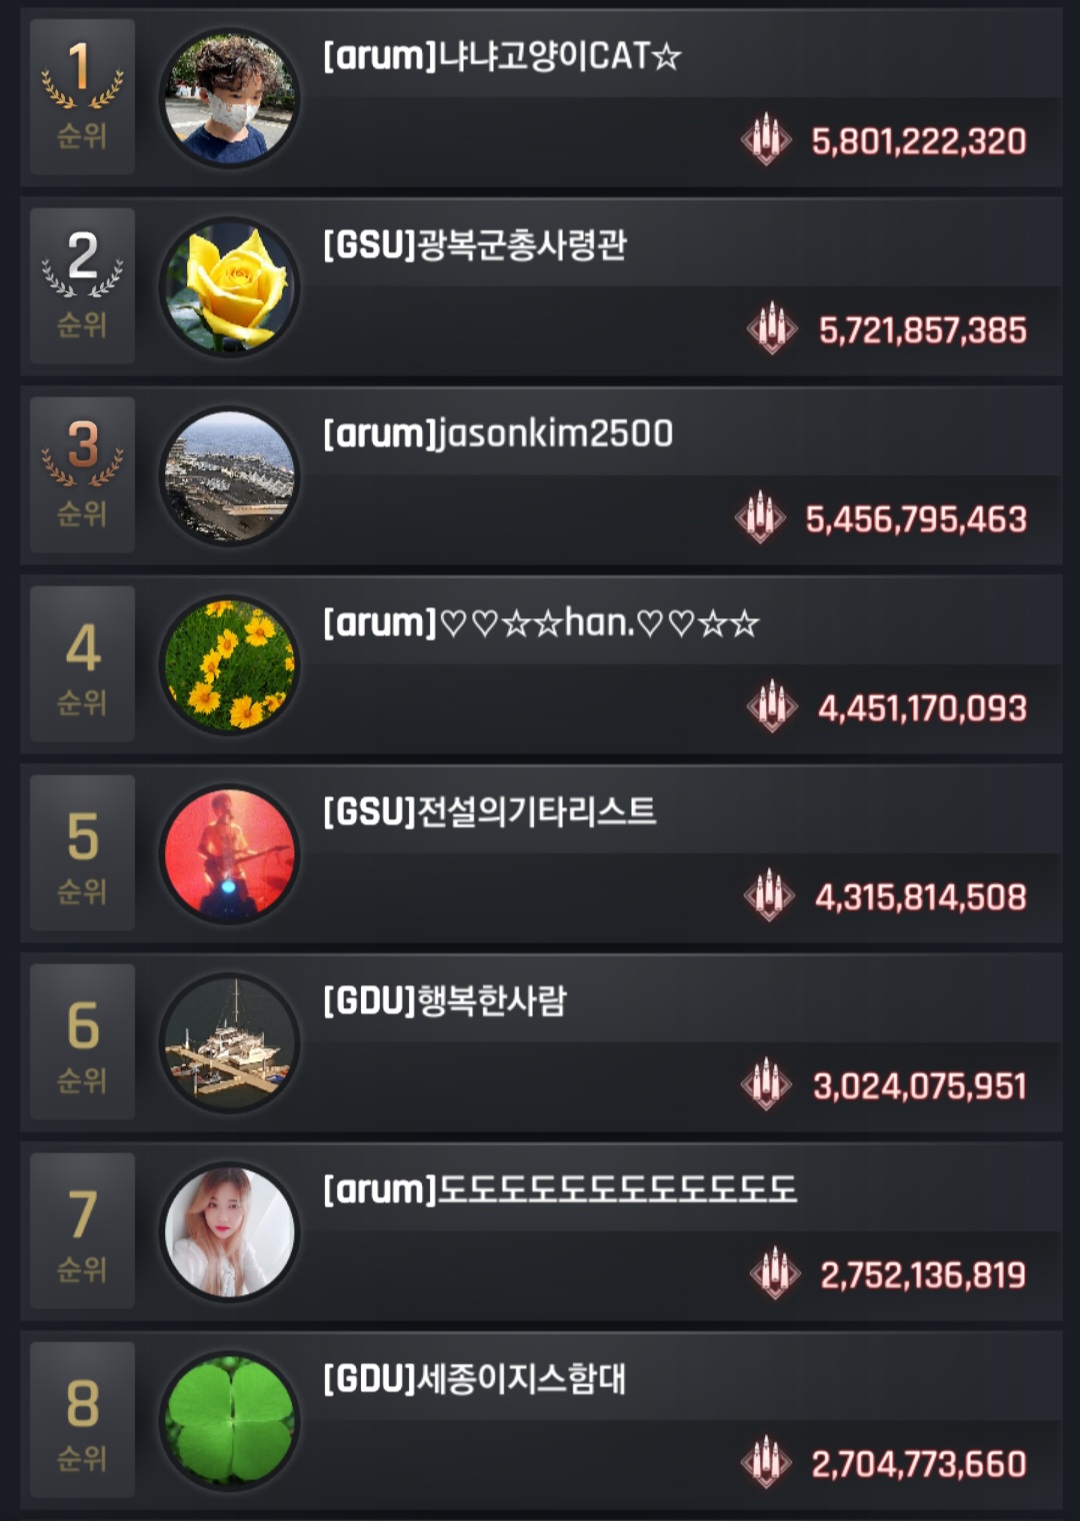 1
순위
[arum]냐냐고양이CAT☆
5,801,222,320
2
순위
[GSU]광복군총사령관
5,721,857,385
3
순위
[arum]jasonkim2500
5,456,795,463
4
순위
[arum]♡♡☆☆han.♡♡☆☆
4,451,170,093
5
순위
[GSU]전설의기타리스트
4,315,814,508
6
순위
[GDU]행복한사람
3,024,075,951
7
순위
[arum]도도도도도도도도도도도도
2,752,136,819
8
순위
[GDU]세종이지스함대
2,704,773,660